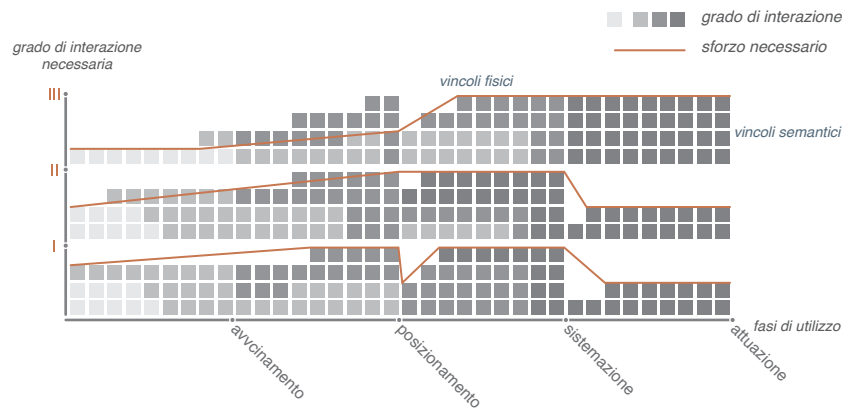 grado di interazione
sforzo necessario
grado di interazione
necessaria
vincoli fisici
III
vincoli semantici
II
I
fasi di utilizzo
avvcinamento
posizionamento
sistemazione
attuazione